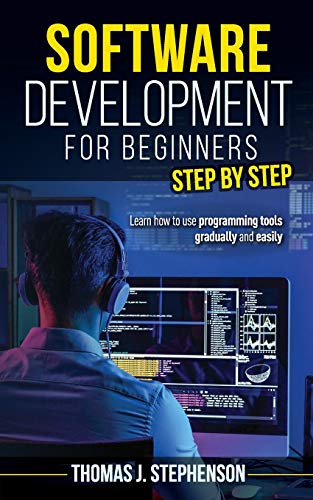 SOFTWARE
DEVELOPMENT
FOR BEGINNERS
STEP BY STEP
Learn how to use programming tools
gradually and easily
THOMAS J. STEPHENSON